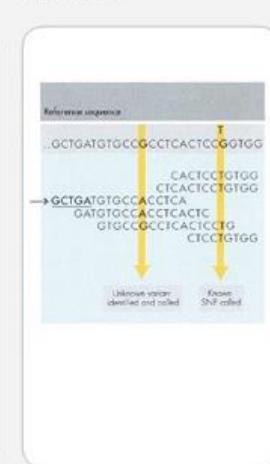 Reference sequence
T
..GCTGATGTGCCGCCTCACTCCGGTGG
CACTCCTGTGG
CTCACTCCTGTGG
→GCTGATGTGCCACCTCA
GATGTGCCACCTCACTC
GTGCCGCCTCACTCCTG
CTCCTGTGG
Unknown variant
identified and called
Known
SNP called